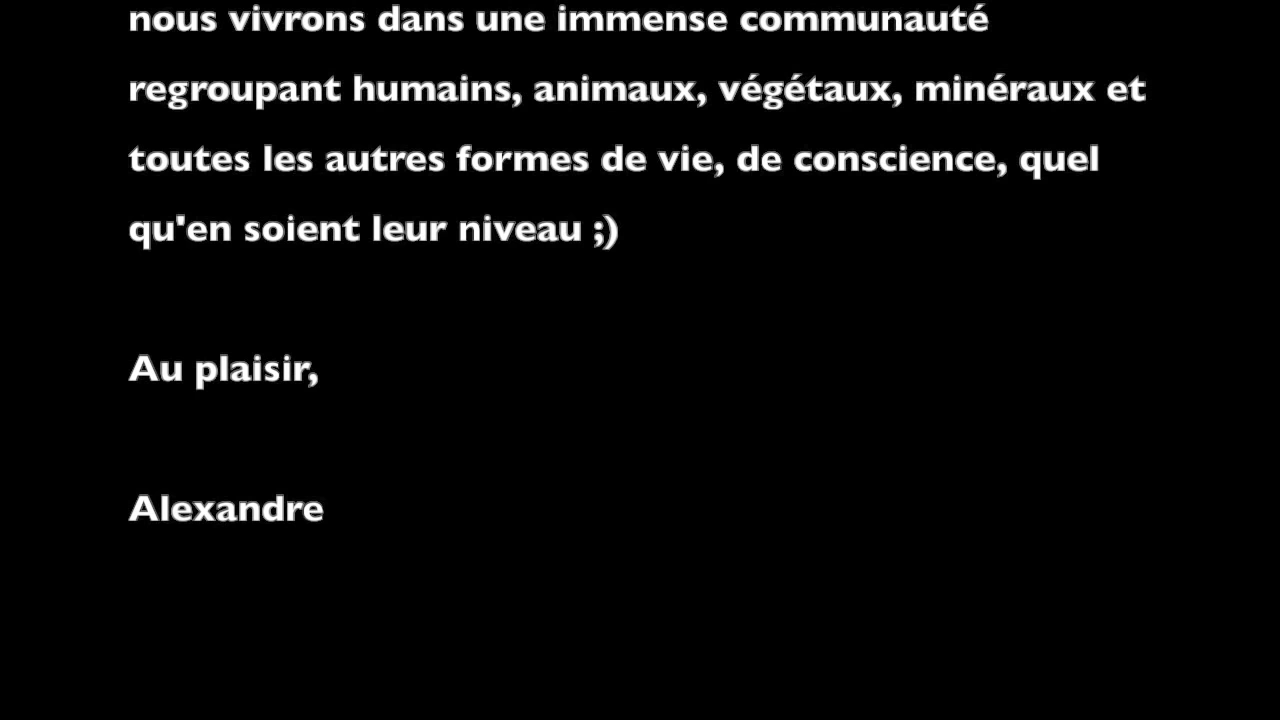 nous vivrons dans une immense communauté
regroupant humains, animaux, végétaux, minéraux et
toutes les autres formes de vie, de conscience, quel
qu'en soient leur niveau ;)
Au plaisir,
Alexandre